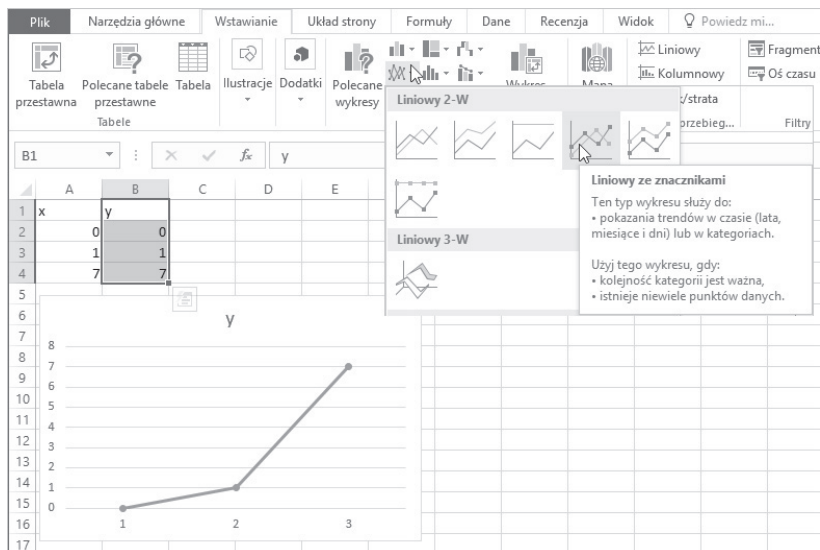 Plik Narzędzia główne Wstawianie Układ strony Formuły Dane Recenzja Widok Powiedz mi...
Tabela przestawna
Polecane tabele przestawne
Tabela
Ilustracje
Dodatki
Polecane wykresy
Mapa
Liniowy
Kolumnowy
/strata
Fragment
Oś czasu
Tabele
przebieg...
Filtry
B1 fx y
Liniowy 2-W
Liniowy 3-W
Liniowy ze znacznikami
Ten typ wykresu służy do:
• pokazania trendów w czasie (lata,
miesiące i dni) lub w kategoriach.
Użyj tego wykresu, gdy:
• kolejność kategorii jest ważna,
• istnieje niewiele punktów danych.
A B C D E
1 x y
2 0 0
3 1 1
4 7 7
5
6
7
8
9
10
11
12
13
14
15
16
17
y
8
7
6
5
4
3
2
1
0
1 2 3